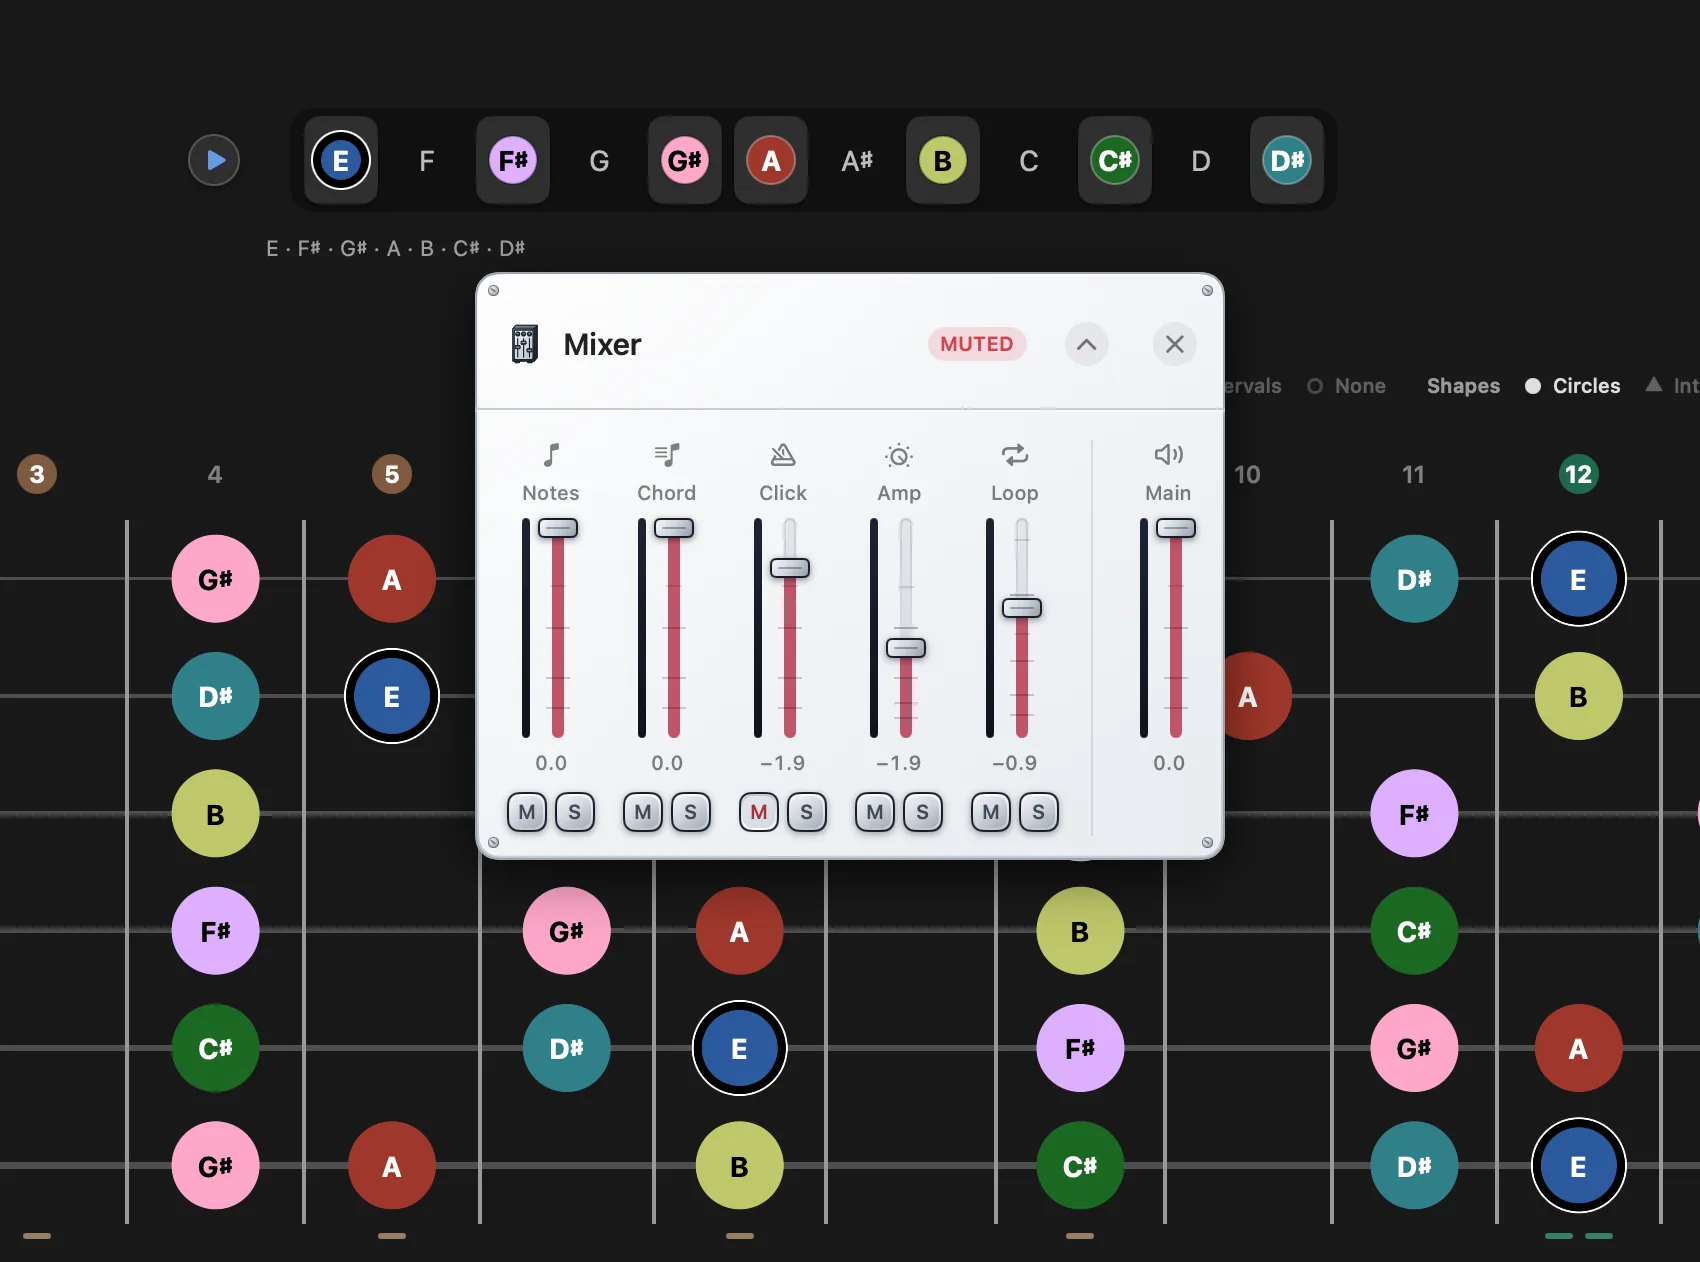 E F F# G G# A A# B C C# D D#
E · F# · G# · A · B · C# · D#
Mixer MUTED
ervals None Shapes Circles Int
3 4 5 10 11 12
Notes Chord Click Amp Loop Main
0.0 0.0 −1.9 −1.9 −0.9 0.0
M S M S M S M S M S
G# A D# E
D# E A B
B F#
F# G# A B C#
C# D# E F# G# A
G# A B C# D# E